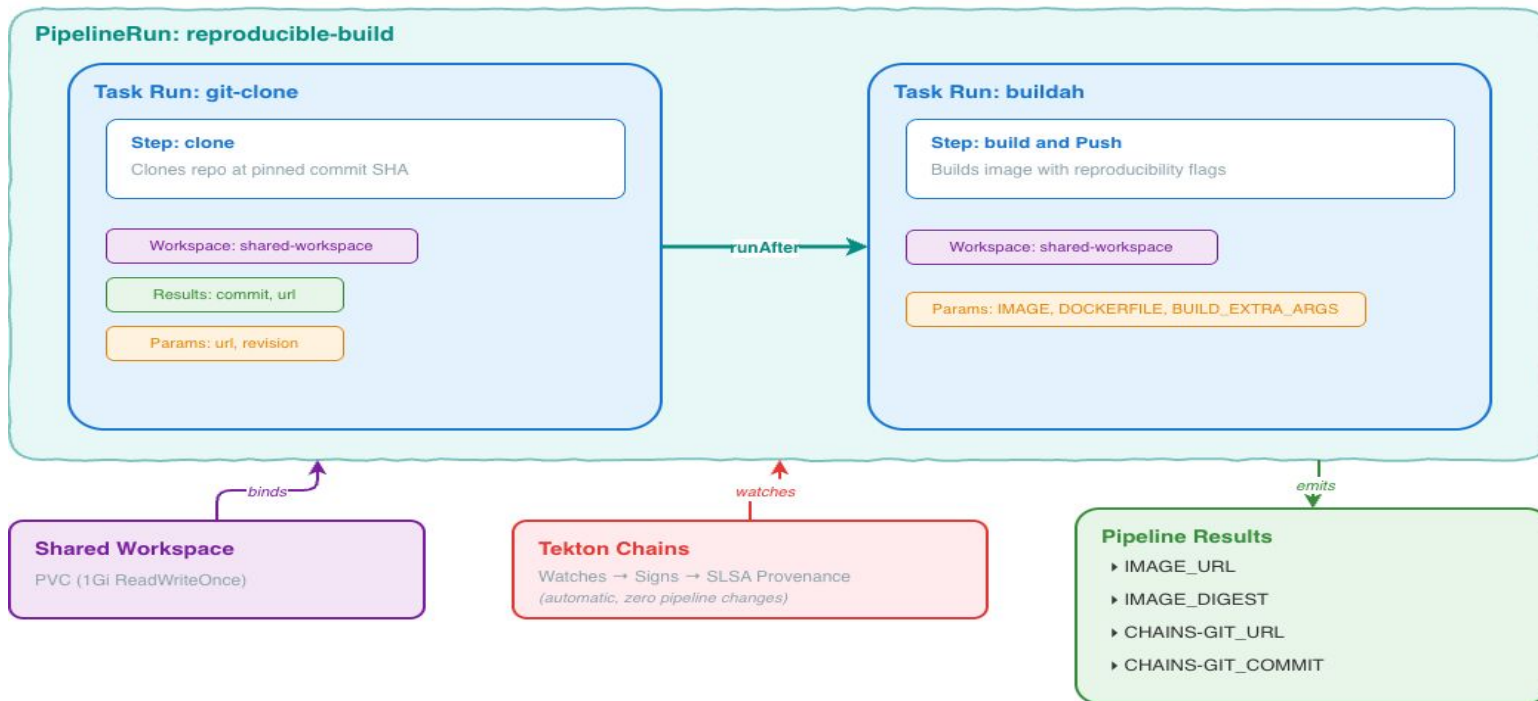 PipelineRun: reproducible-build
Task Run: git-clone
Step: clone
Clones repo at pinned commit SHA
Workspace: shared-workspace
Results: commit, url
Params: url, revision
runAfter
Task Run: buildah
Step: build and Push
Builds image with reproducibility flags
Workspace: shared-workspace
Params: IMAGE, DOCKERFILE, BUILD_EXTRA_ARGS
binds
watches
emits
Shared Workspace
PVC (1Gi ReadWriteOnce)
Tekton Chains
Watches → Signs → SLSA Provenance
(automatic, zero pipeline changes)
Pipeline Results
‣ IMAGE_URL
‣ IMAGE_DIGEST
‣ CHAINS-GIT_URL
‣ CHAINS-GIT_COMMIT